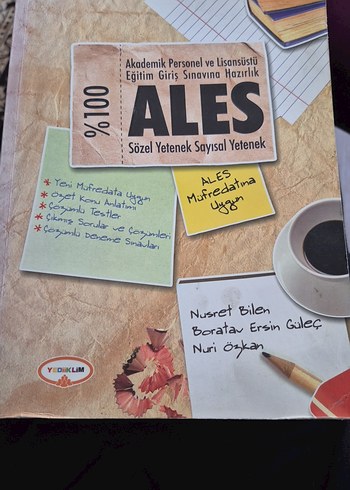 %100
Akademik Personel ve Lisansüstü
Eğitim Giriş Sınavına Hazırlık
ALES
Sözel Yetenek Sayısal Yetenek
* Yeni Müfredata Uygun
* Özet Konu Anlatımı
* Çözümlü Testler
* Çıkmış Sorular ve Çözümleri
* Çözümlü Deneme Sınavları
ALES
Müfredatına
Uygun
Nusret Bilen
Boratav Ersin Güleç
Nuri Özkan
YEDİİKLİM